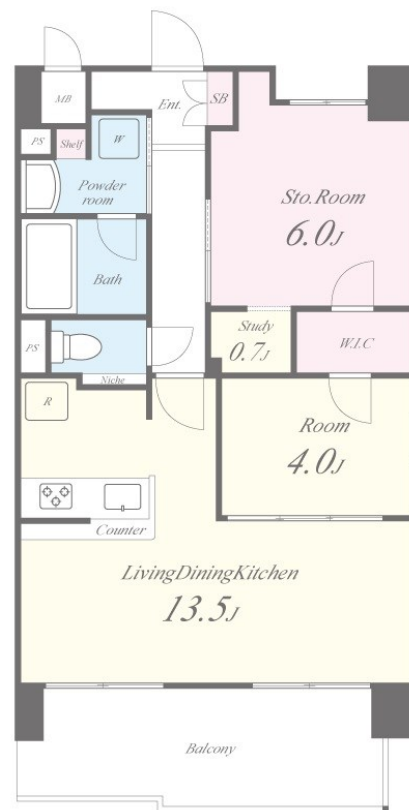 MB
Ent.
SB
PS
Shelf
W
Powder
room
Sto.Room
6.0J
Bath
Study
0.7J
W.I.C
PS
Niche
R
Room
4.0J
Counter
LivingDiningKitchen
13.5J
Balcony